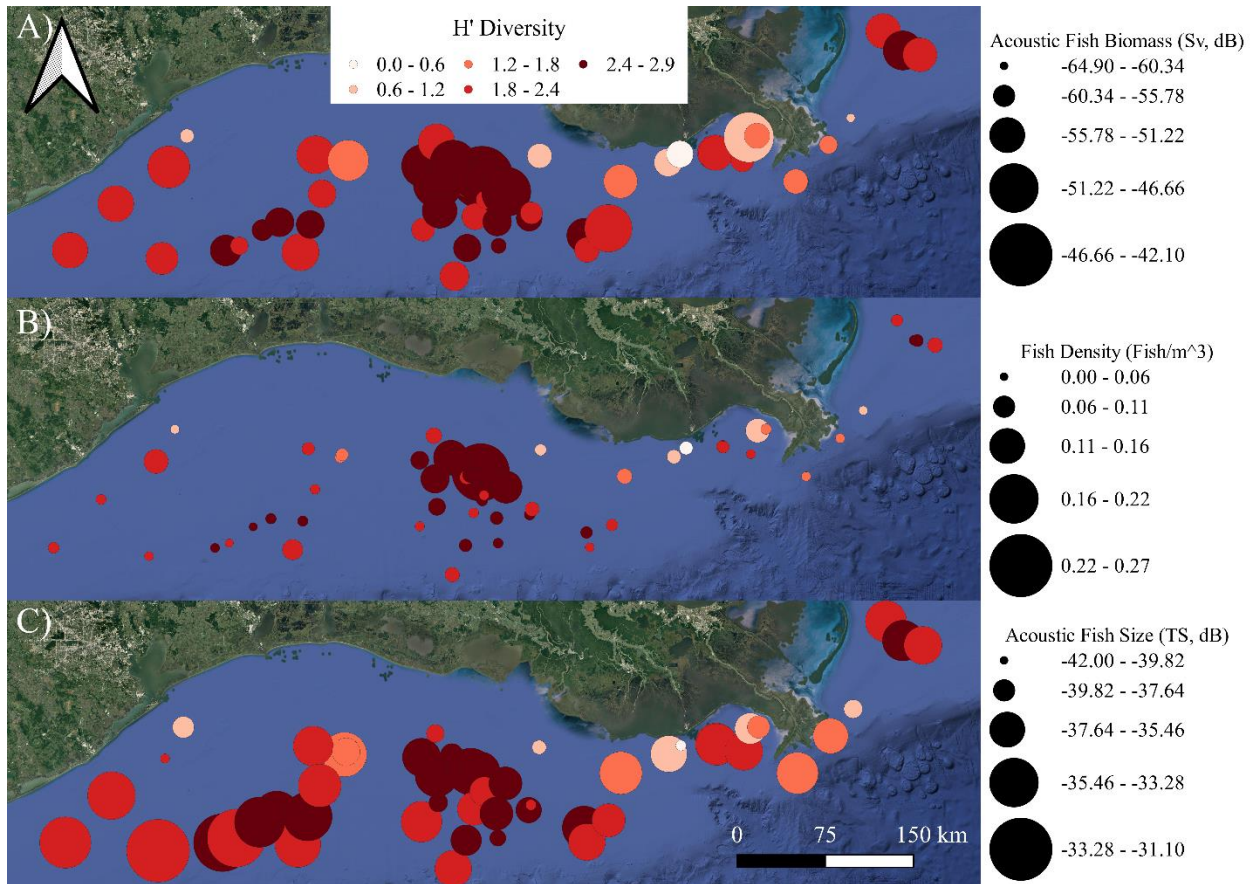 A)
H' Diversity
0.0 - 0.6 1.2 - 1.8 2.4 - 2.9
0.6 - 1.2 1.8 - 2.4
Acoustic Fish Biomass (Sv, dB)
-64.90 - -60.34
-60.34 - -55.78
-55.78 - -51.22
-51.22 - -46.66
-46.66 - -42.10
B)
Fish Density (Fish/m^3)
0.00 - 0.06
0.06 - 0.11
0.11 - 0.16
0.16 - 0.22
0.22 - 0.27
C)
Acoustic Fish Size (TS, dB)
-42.00 - -39.82
-39.82 - -37.64
-37.64 - -35.46
-35.46 - -33.28
-33.28 - -31.10
0 75 150 km